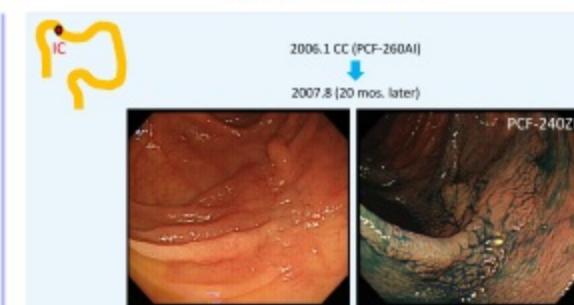 IC
2006.1 CC (PCF-260AI)
2007.8 (20 mos. later)
PCF-240Z